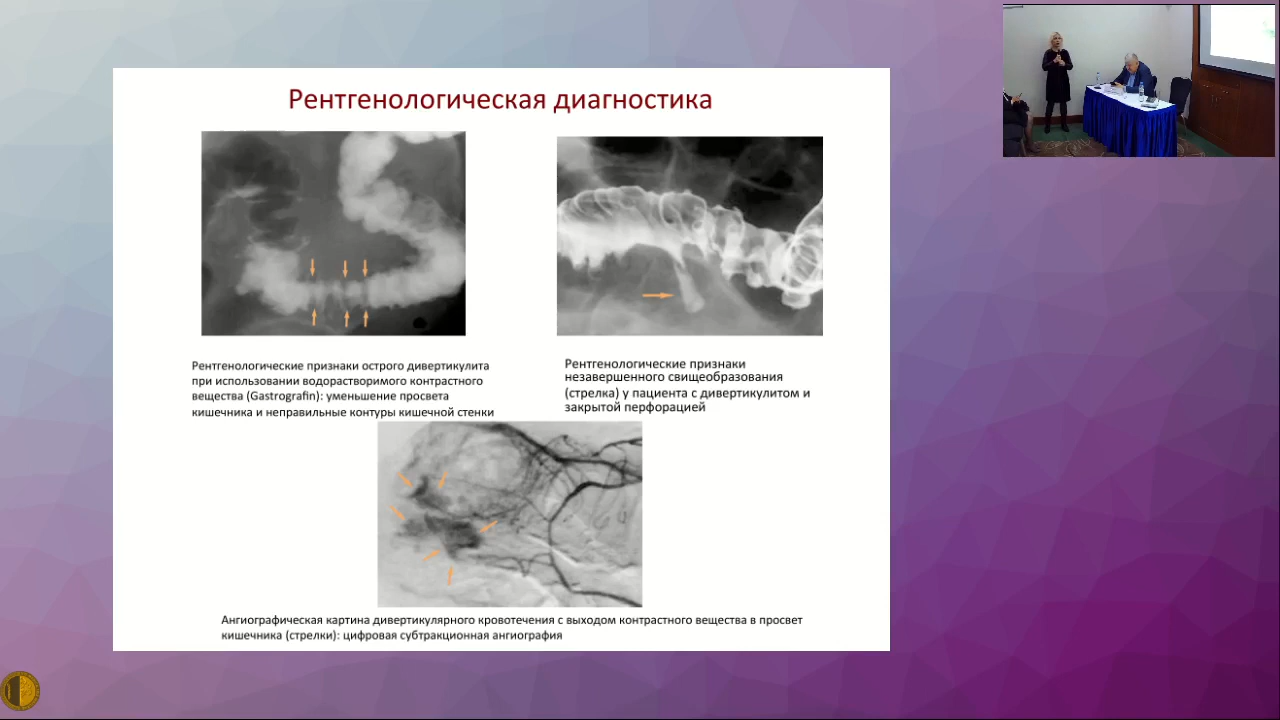 Рентгенологическая диагностика
Рентгенологические признаки острого дивертикулита
при использовании водорастворимого контрастного
вещества (Gastrografin): уменьшение просвета
кишечника и неправильные контуры кишечной стенки
Рентгенологические признаки
незавершенного свищеобразования
(стрелка) у пациента с дивертикулитом и
закрытой перфорацией
Ангиографическая картина дивертикулярного кровотечения с выходом контрастного вещества в просвет
кишечника (стрелки): цифровая субтракционная ангиография